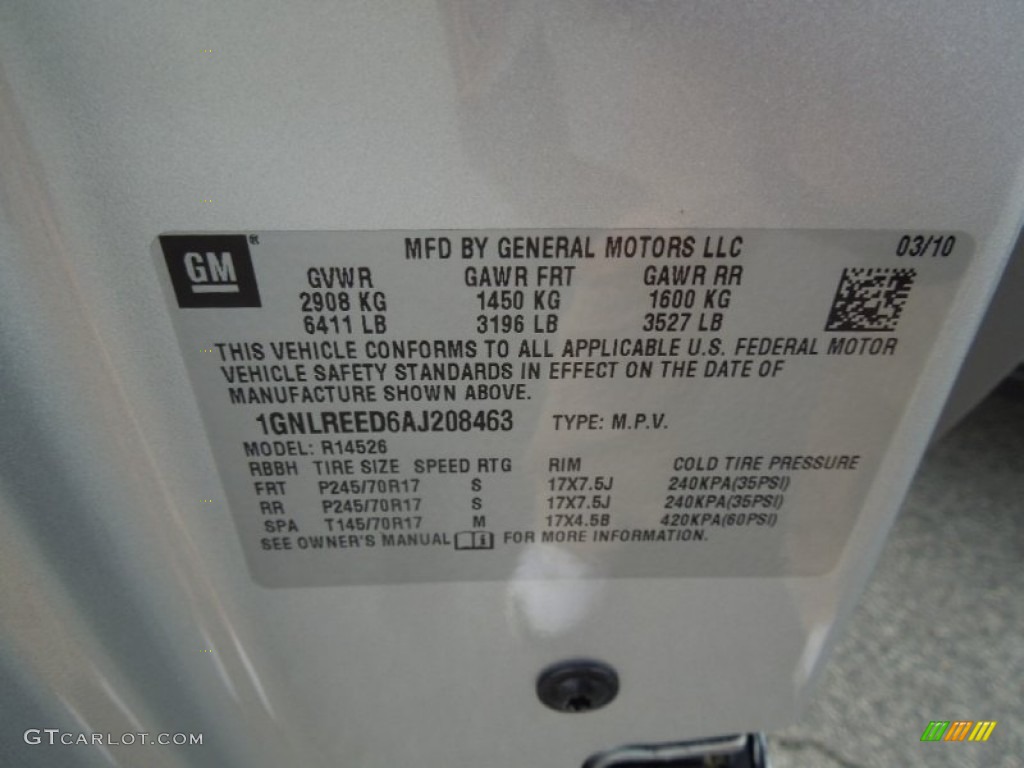 GM ®
MFD BY GENERAL MOTORS LLC 03/10
GVWR GAWR FRT GAWR RR
2908 KG 1450 KG 1600 KG
6411 LB 3196 LB 3527 LB
THIS VEHICLE CONFORMS TO ALL APPLICABLE U.S. FEDERAL MOTOR
VEHICLE SAFETY STANDARDS IN EFFECT ON THE DATE OF
MANUFACTURE SHOWN ABOVE.
1GNLREED6AJ208463 TYPE: M.P.V.
MODEL: R14526
RBBH TIRE SIZE SPEED RTG RIM COLD TIRE PRESSURE
FRT P245/70R17 S 17X7.5J 240KPA(35PSI)
RR P245/70R17 S 17X7.5J 240KPA(35PSI)
SPA T145/70R17 M 17X4.5B 420KPA(60PSI)
SEE OWNER'S MANUAL FOR MORE INFORMATION.
GTCARLOT.COM